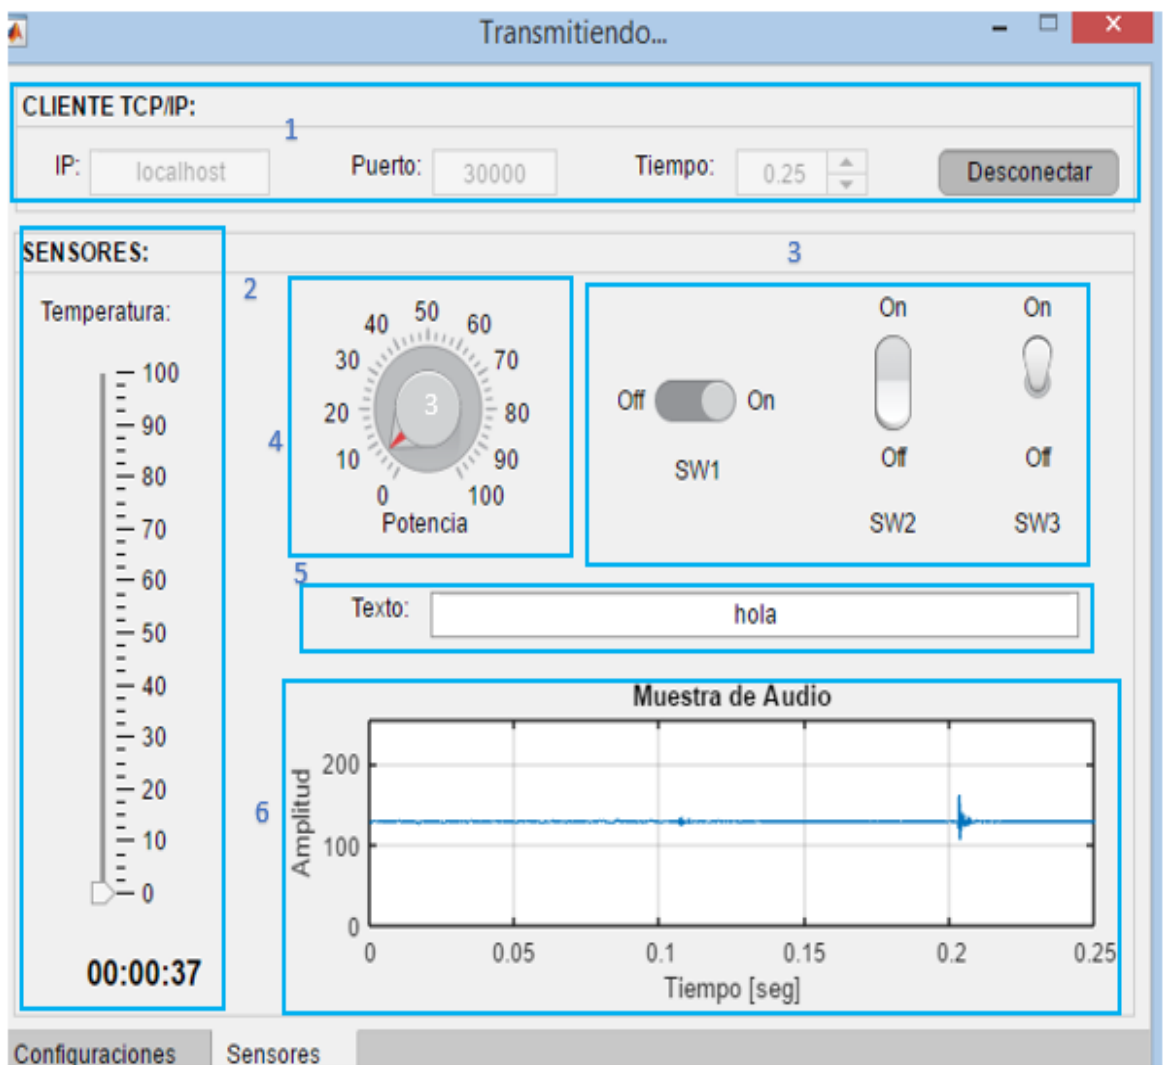 Transmitiendo...
CLIENTE TCP/IP:
1
IP: localhost Puerto: 30000 Tiempo: 0.25 Desconectar
SENSORES:
3
2
Temperatura:
100
90
80
70
60
50
40
30
20
10
0
00:00:37
4
0 10 20 30 40 50 60 70 80 90 100
3
Potencia
Off On
SW1
On
Off
SW2
On
Off
SW3
5
Texto: hola
6
Muestra de Audio
Amplitud
200
100
0
0 0.05 0.1 0.15 0.2 0.25
Tiempo [seg]
Configuraciones Sensores